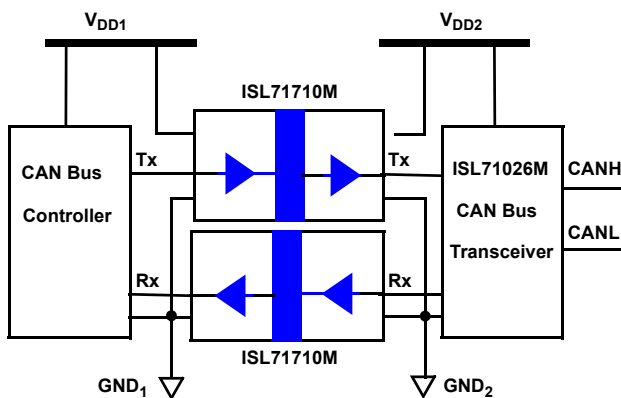 VDD1
VDD2
ISL71710M
CAN Bus
Controller
Tx
Tx
ISL71026M
CAN Bus
Transceiver
CANH
CANL
Rx
Rx
ISL71710M
GND1
GND2